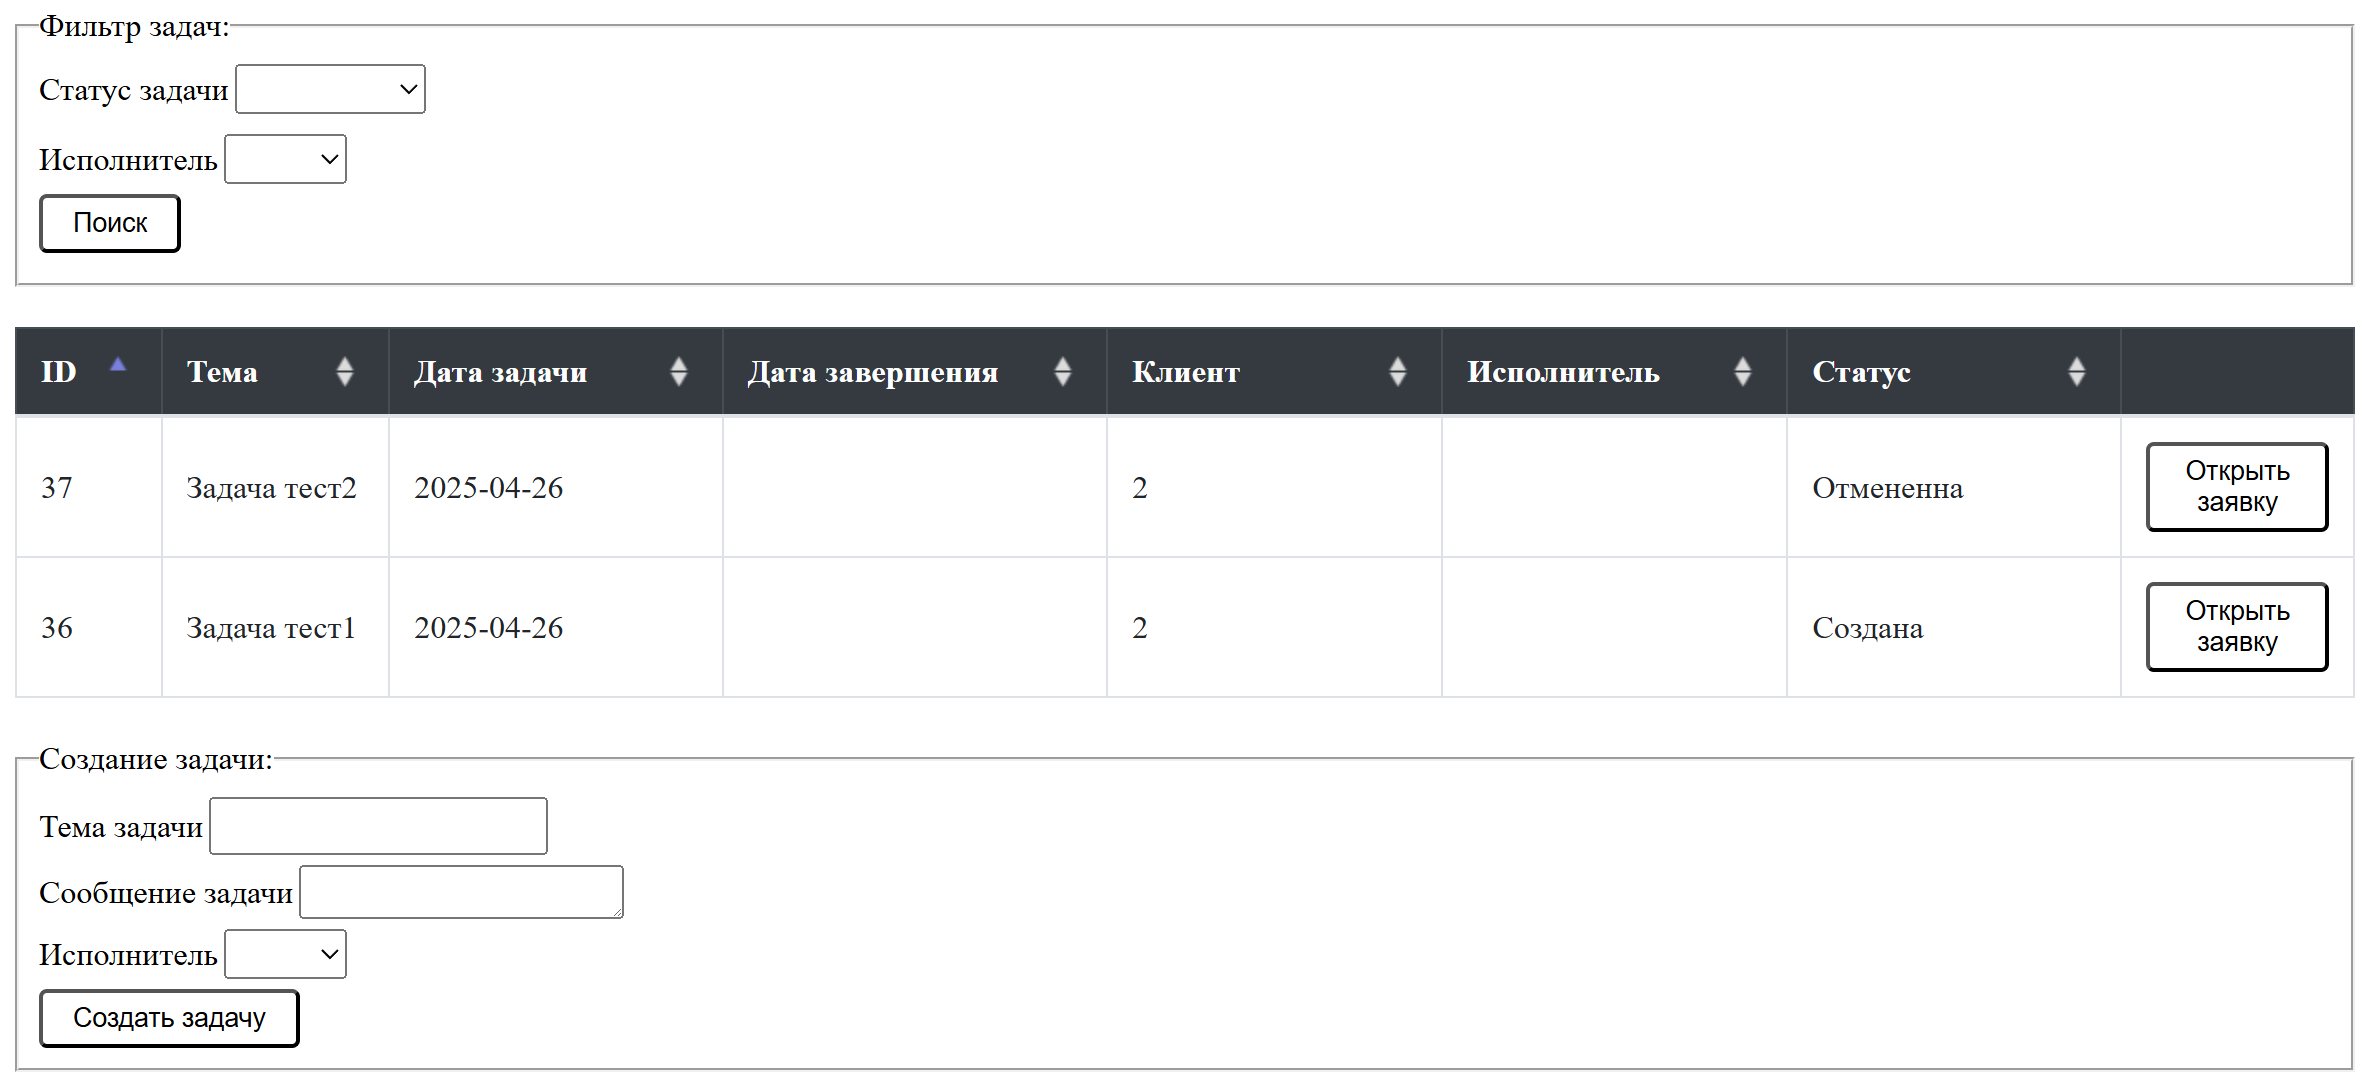 Фильтр задач:
Статус задачи
Исполнитель
Поиск
ID Тема Дата задачи Дата завершения Клиент Исполнитель Статус
37 Задача тест2 2025-04-26 2 Отмененна Открыть заявку
36 Задача тест1 2025-04-26 2 Создана Открыть заявку
Создание задачи:
Тема задачи
Сообщение задачи
Исполнитель
Создать задачу